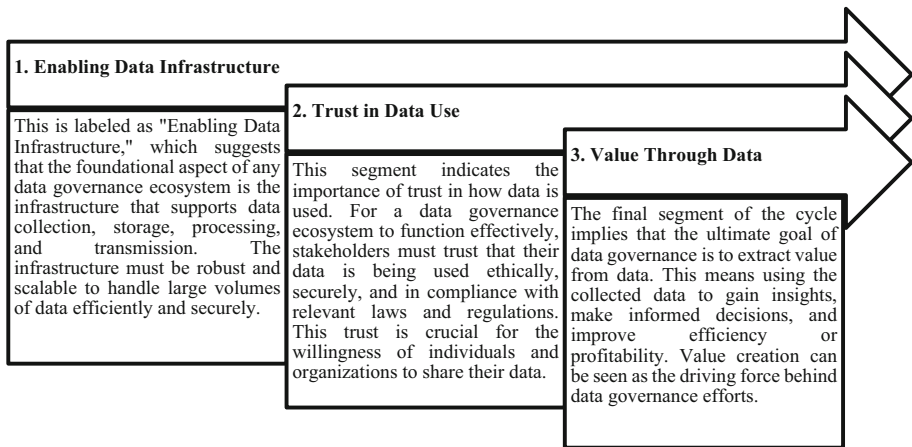 1. Enabling Data Infrastructure
This is labeled as "Enabling Data
Infrastructure," which suggests
that the foundational aspect of any
data governance ecosystem is the
infrastructure that supports data
collection, storage, processing,
and transmission. The
infrastructure must be robust and
scalable to handle large volumes
of data efficiently and securely.
2. Trust in Data Use
This segment indicates the
importance of trust in how data is
used. For a data governance
ecosystem to function effectively,
stakeholders must trust that their
data is being used ethically,
securely, and in compliance with
relevant laws and regulations.
This trust is crucial for the
willingness of individuals and
organizations to share their data.
3. Value Through Data
The final segment of the cycle
implies that the ultimate goal of
data governance is to extract value
from data. This means using the
collected data to gain insights,
make informed decisions, and
improve efficiency or
profitability. Value creation can
be seen as the driving force behind
data governance efforts.